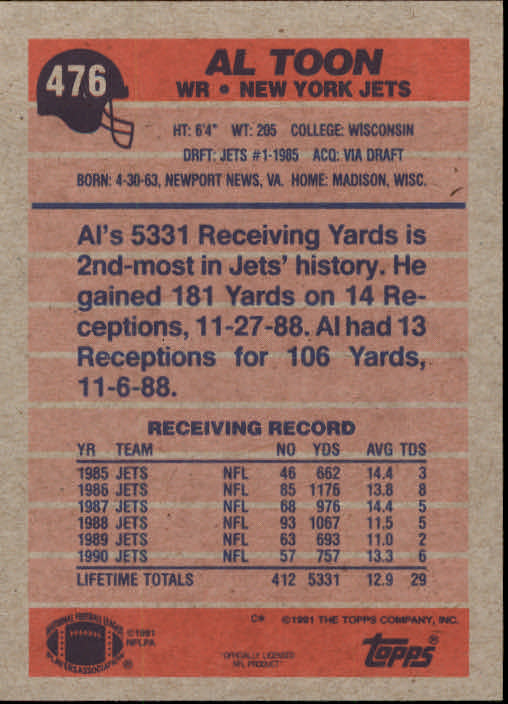 476
AL TOON
WR • NEW YORK JETS
HT: 6'4" WT: 205 COLLEGE: WISCONSIN
DRFT: JETS #1-1985 ACQ: VIA DRAFT
BORN: 4-30-63, NEWPORT NEWS, VA. HOME: MADISON, WISC.
Al's 5331 Receiving Yards is
2nd-most in Jets' history. He
gained 181 Yards on 14 Re-
ceptions, 11-27-88. Al had 13
Receptions for 106 Yards,
11-6-88.
RECEIVING RECORD
YR TEAM NO YDS AVG TDS
1985 JETS NFL 46 662 14.4 3
1986 JETS NFL 85 1176 13.8 8
1987 JETS NFL 68 976 14.4 5
1988 JETS NFL 93 1067 11.5 5
1989 JETS NFL 63 693 11.0 2
1990 JETS NFL 57 757 13.3 6
LIFETIME TOTALS 412 5331 12.9 29
NATIONAL FOOTBALL LEAGUE
PLAYERS ASSOCIATION ®
©1991
NFLPA
C* ©1991 THE TOPPS COMPANY, INC.
OFFICIALLY LICENSED
NFL PRODUCT
topps®